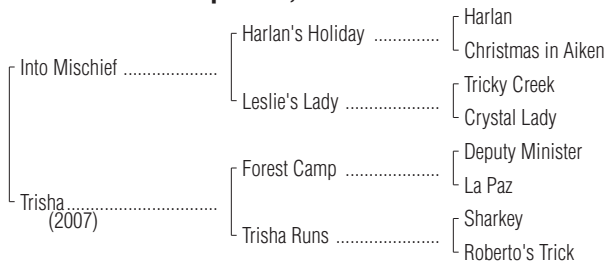 Harlan
Harlan's Holiday ..............
Christmas in Aiken
Into Mischief ....................
Tricky Creek
Leslie's Lady ....................
Crystal Lady
Deputy Minister
Forest Camp ....................
La Paz
Trisha................................
(2007)
Sharkey
Trisha Runs ......................
Roberto's Trick